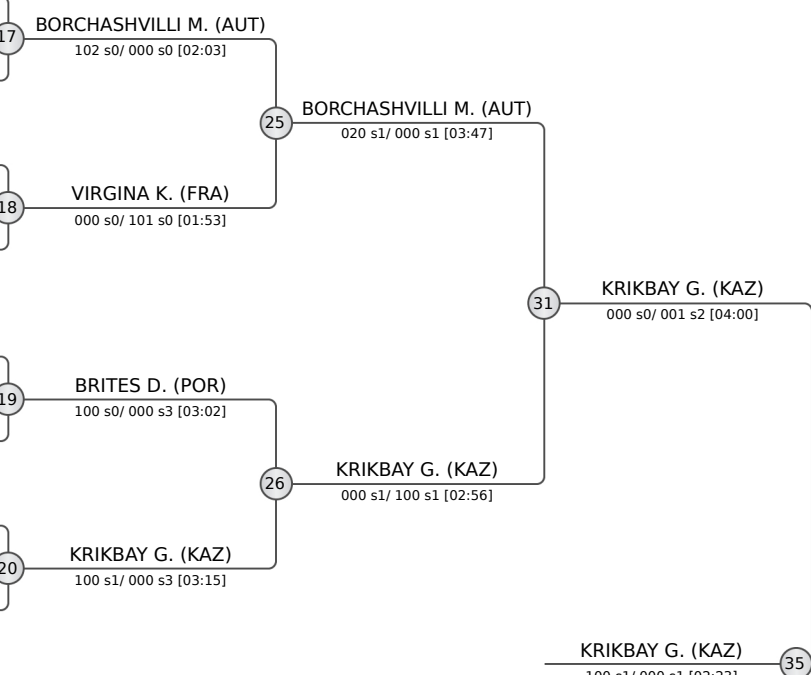 17
BORCHASHVILLI M. (AUT)
102 s0/ 000 s0 [02:03]
25
BORCHASHVILLI M. (AUT)
020 s1/ 000 s1 [03:47]
18
VIRGINA K. (FRA)
000 s0/ 101 s0 [01:53]
31
KRIKBAY G. (KAZ)
000 s0/ 001 s2 [04:00]
19
BRITES D. (POR)
100 s0/ 000 s3 [03:02]
26
KRIKBAY G. (KAZ)
000 s1/ 100 s1 [02:56]
20
KRIKBAY G. (KAZ)
100 s1/ 000 s3 [03:15]
KRIKBAY G. (KAZ)
35